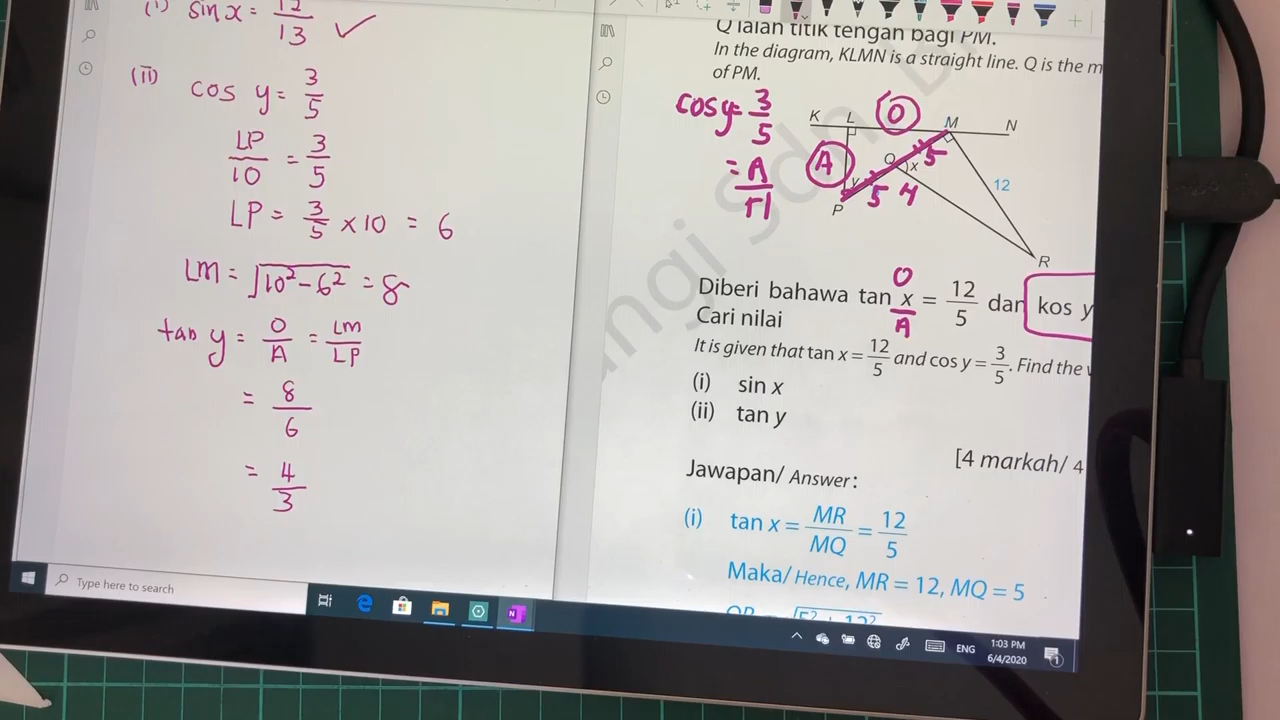 (i) sin x = 12/13 ✓
(ii) cos y = 3/5
LP/10 = 3/5
LP = 3/5 × 10 = 6
LM = √10² − 6² = 8
tan y = O/A = LM/LP
= 8/6
= 4/3
Type here to search
Q ialah titik tengah bagi PM.
In the diagram, KLMN is a straight line. Q is the m
of PM.
cos y = 3/5
= A/H
K L O M N
A Q x 5
y 5
P
12
R
Diberi bahawa tan x = 12/5 dan kos y
O
A
Cari nilai
It is given that tan x = 12/5 and cos y = 3/5. Find the v
(i) sin x
(ii) tan y
[4 markah/ 4
Jawapan/ Answer:
(i) tan x = MR/MQ = 12/5
Maka/ Hence, MR = 12, MQ = 5
ENG
1:03 PM
6/4/2020
1